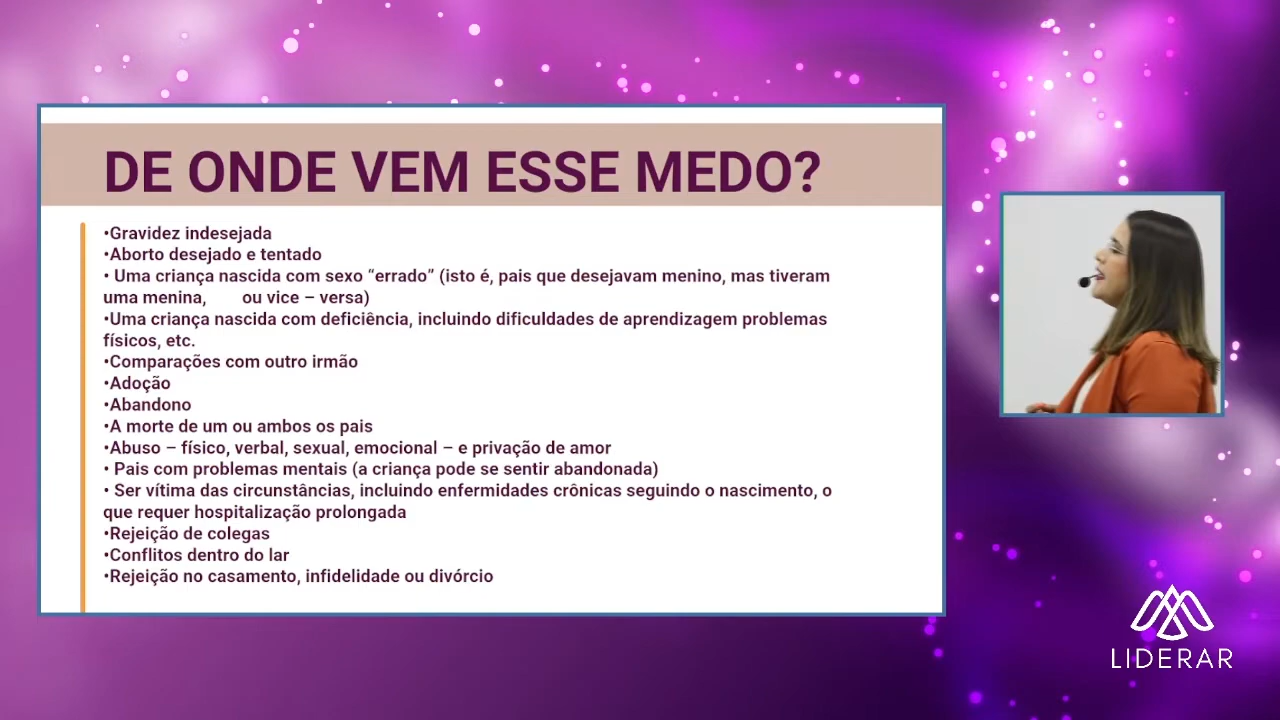 DE ONDE VEM ESSE MEDO?
•Gravidez indesejada
•Aborto desejado e tentado
• Uma criança nascida com sexo “errado” (isto é, pais que desejavam menino, mas tiveram
uma menina, ou vice – versa)
•Uma criança nascida com deficiência, incluindo dificuldades de aprendizagem problemas
físicos, etc.
•Comparações com outro irmão
•Adoção
•Abandono
•A morte de um ou ambos os pais
•Abuso – físico, verbal, sexual, emocional – e privação de amor
• Pais com problemas mentais (a criança pode se sentir abandonada)
• Ser vítima das circunstâncias, incluindo enfermidades crônicas seguindo o nascimento, o
que requer hospitalização prolongada
•Rejeição de colegas
•Conflitos dentro do lar
•Rejeição no casamento, infidelidade ou divórcio
LIDERAR